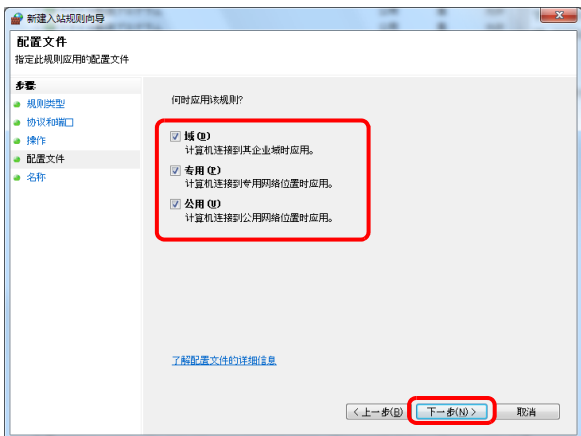 新建入站规则向导
配置文件
指定此规则应用的配置文件
步骤:
规则类型
协议和端口
操作
配置文件
名称
何时应用该规则?
域(D)
计算机连接到其企业域时应用。
专用(P)
计算机连接到专用网络位置时应用。
公用(U)
计算机连接到公用网络位置时应用。
了解配置文件的详细信息
<上一步(B) 下一步(N)> 取消